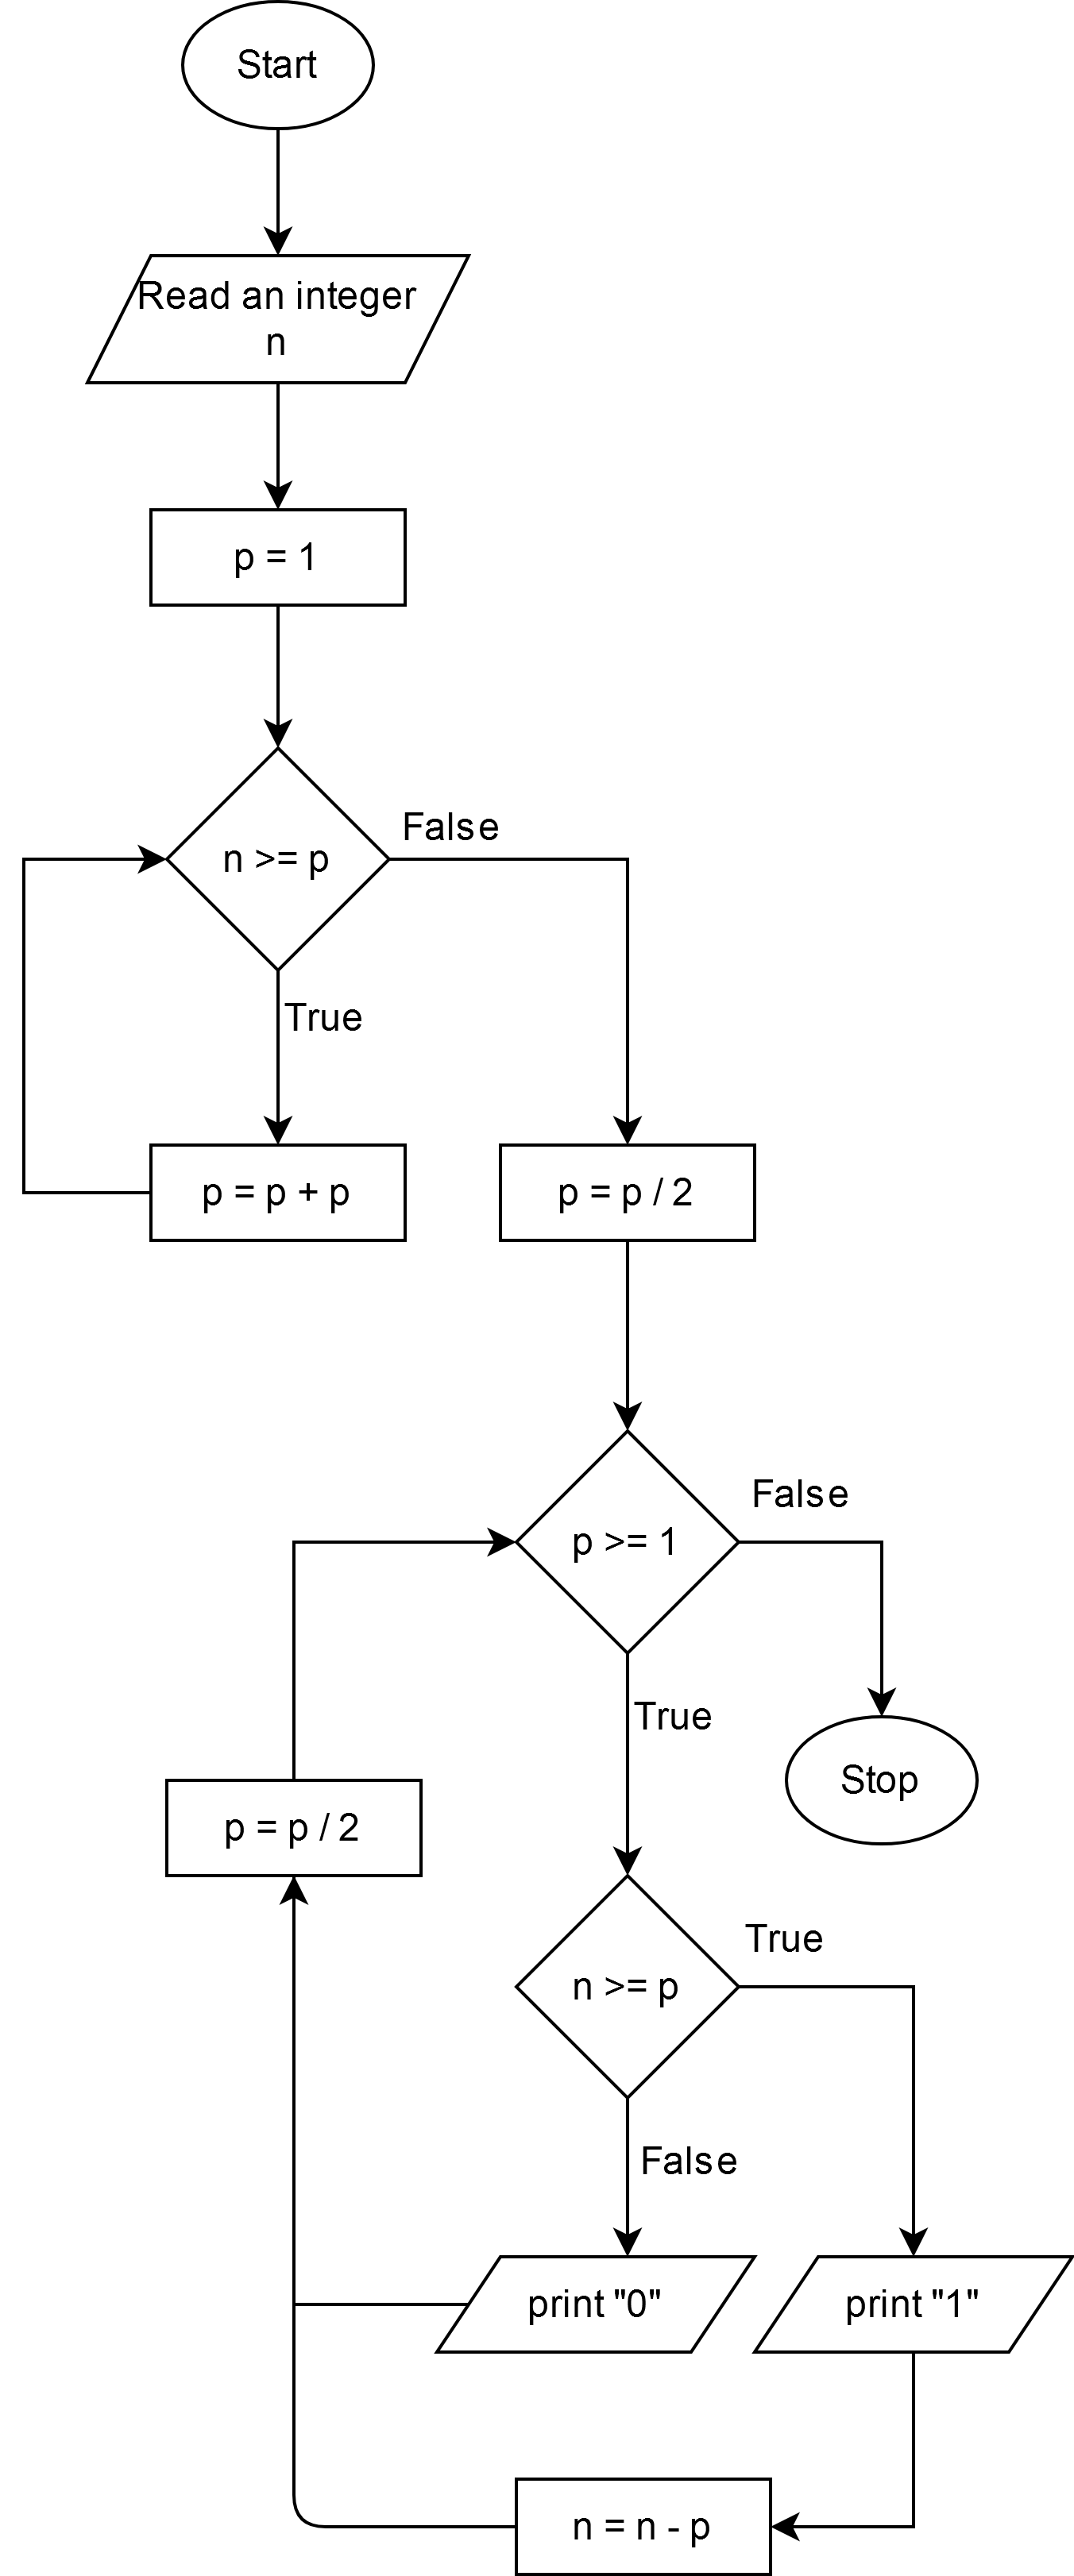 Start
Read an integer
n
p = 1
n >= p
False
True
p = p + p
p = p / 2
p >= 1
False
True
Stop
p = p / 2
n >= p
True
False
print "0"
print "1"
n = n - p